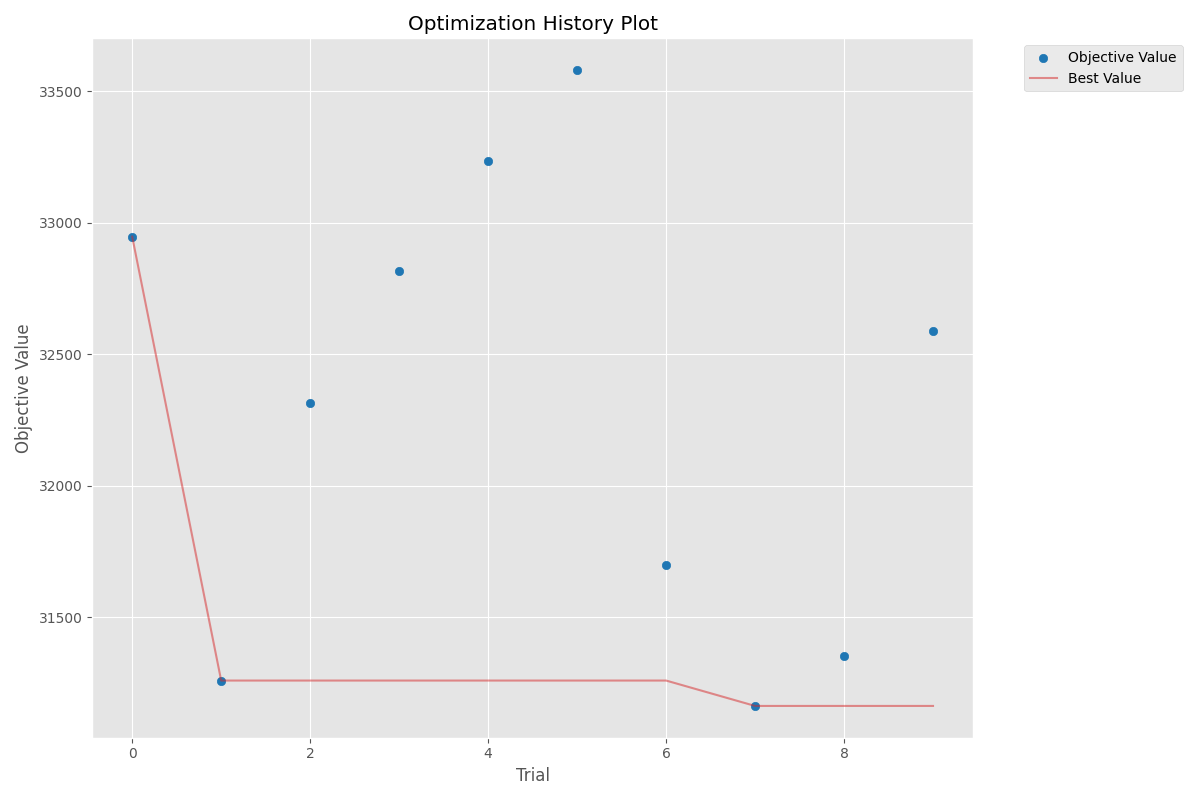 Optimization History Plot
Objective Value
Best Value
33500
33000
32500
32000
31500
Objective Value
0 2 4 6 8
Trial